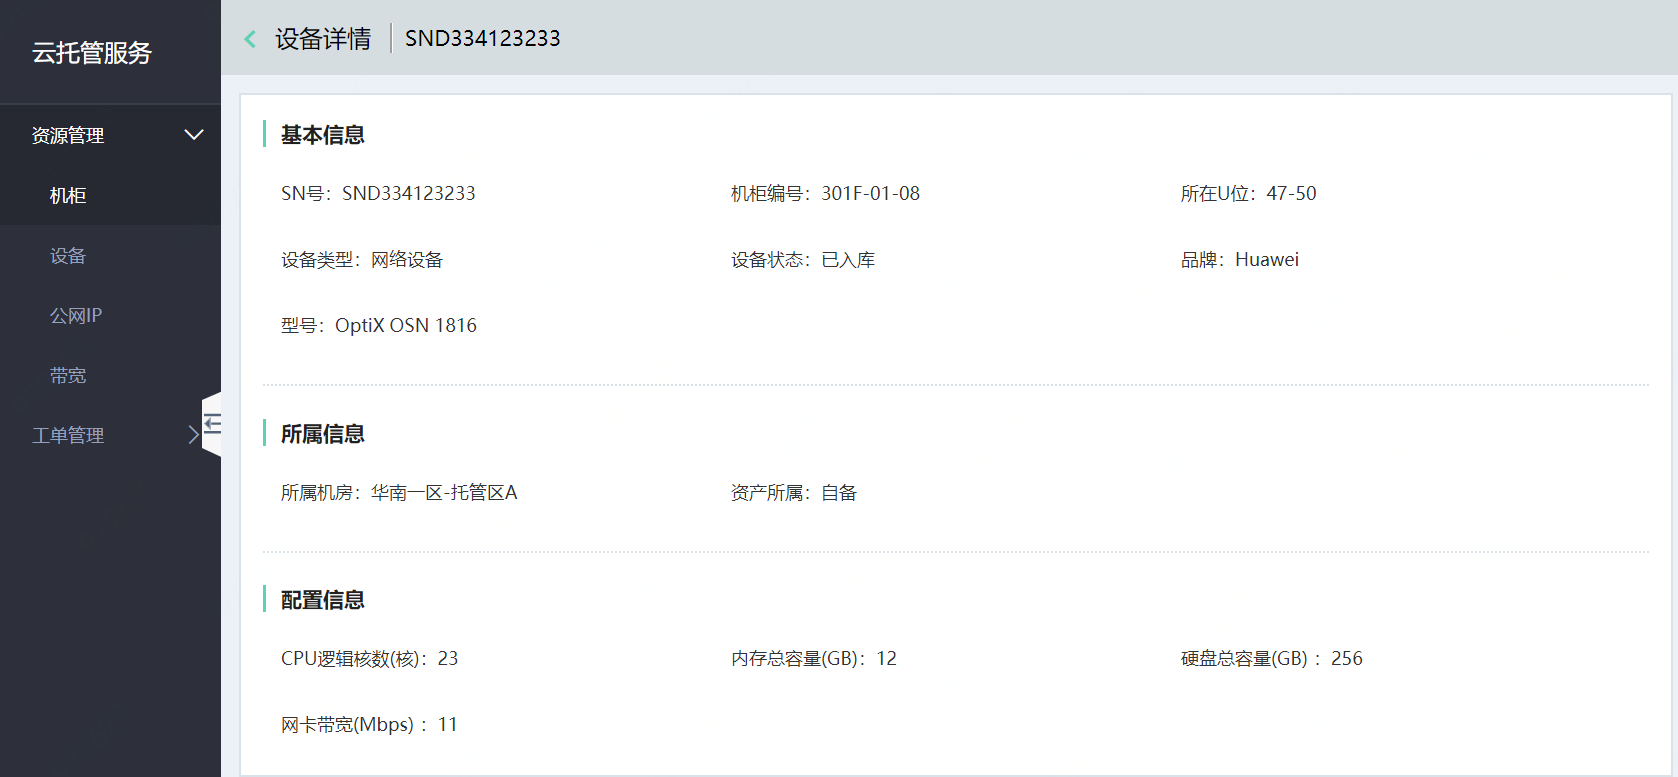 云托管服务
资源管理
机柜
设备
公网IP
带宽
工单管理
设备详情 SND334123233
基本信息
SN号：SND334123233 机柜编号：301F-01-08 所在U位：47-50
设备类型：网络设备 设备状态：已入库 品牌：Huawei
型号：OptiX OSN 1816
所属信息
所属机房：华南一区-托管区A 资产所属：自备
配置信息
CPU逻辑核数(核)：23 内存总容量(GB)：12 硬盘总容量(GB) ：256
网卡带宽(Mbps) ：11